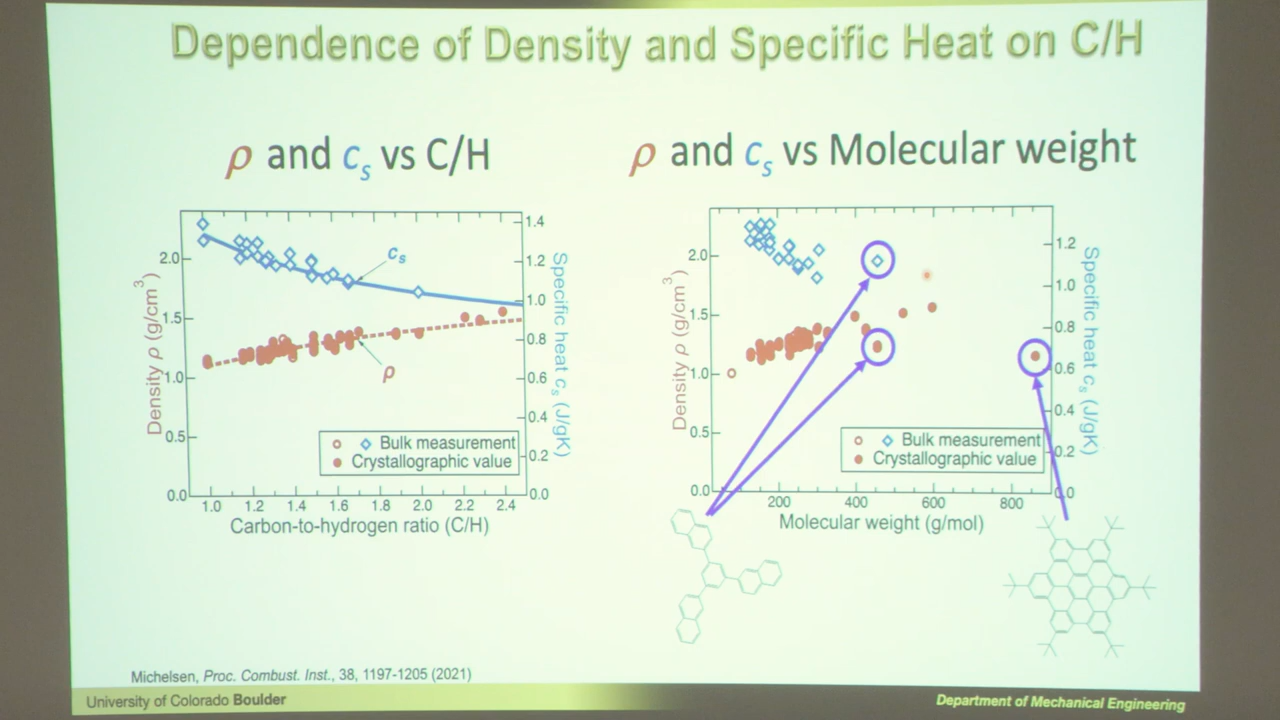 Dependence of Density and Specific Heat on C/H
ρ and cs vs C/H
ρ and cs vs Molecular weight
2.0
1.5
1.0
0.5
0.0
Density ρ (g/cm3)
1.4
1.2
1.0
0.8
0.6
0.4
0.2
0.0
Specific heat cs (J/gK)
cs
ρ
Bulk measurement
Crystallographic value
1.0 1.2 1.4 1.6 1.8 2.0 2.2 2.4
Carbon-to-hydrogen ratio (C/H)
2.0
1.5
1.0
0.5
0.0
Density ρ (g/cm3)
1.2
1.0
0.8
0.6
0.4
0.2
0.0
Specific heat cs (J/gK)
Bulk measurement
Crystallographic value
200 400 600 800
Molecular weight (g/mol)
Michelsen, Proc. Combust. Inst., 38, 1197-1205 (2021)
University of Colorado Boulder
Department of Mechanical Engineering